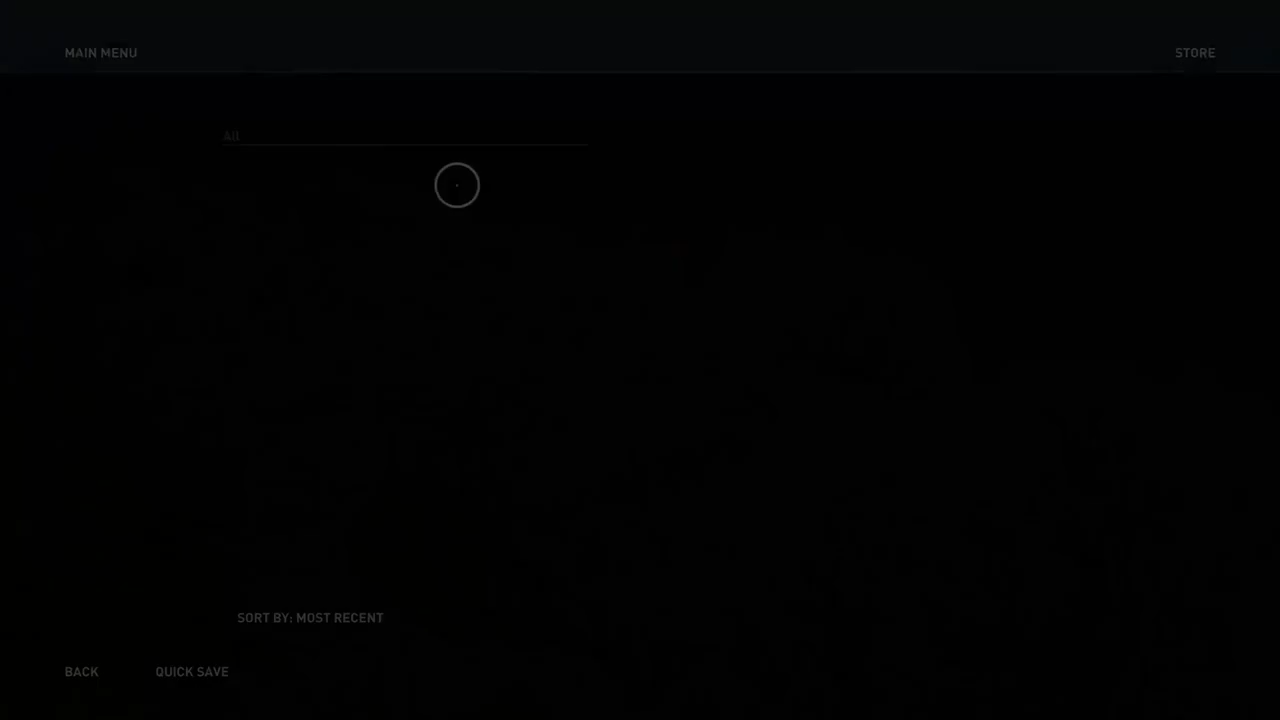 MAIN MENU
STORE
All
SORT BY: MOST RECENT
BACK
QUICK SAVE